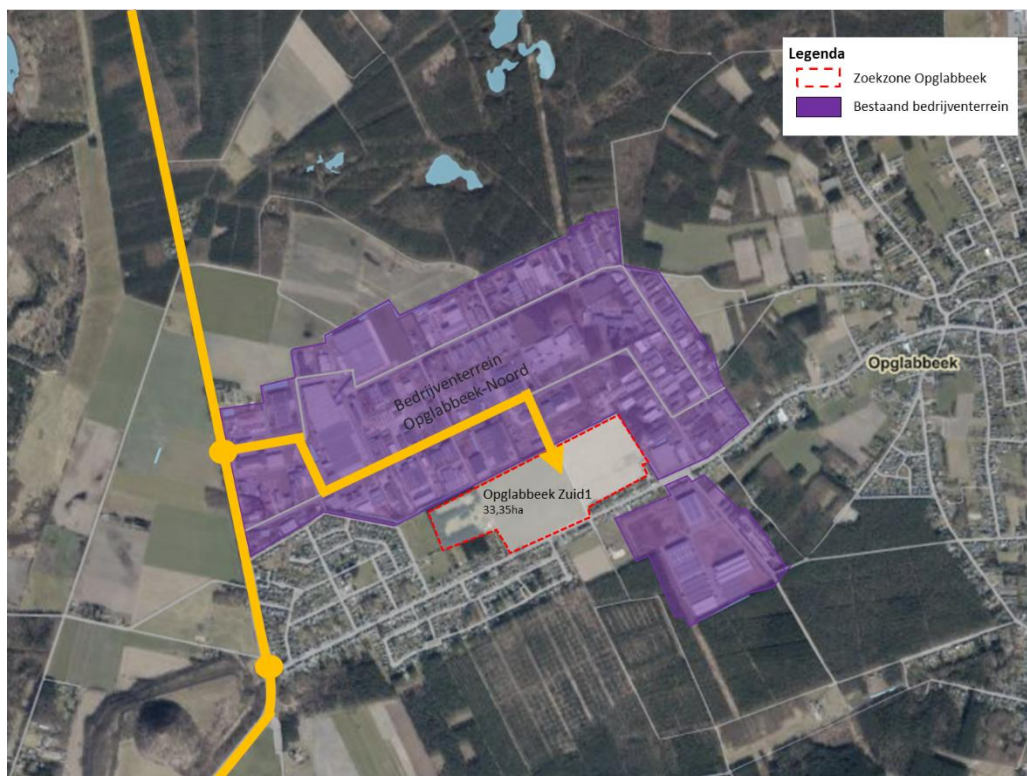 Legenda
Zoekzone Opglabbeek
Bestaand bedrijventerrein
Opglabbeek
Bedrijventerrein
Opglabbeek-Noord
Opglabbeek Zuid1
33,35ha